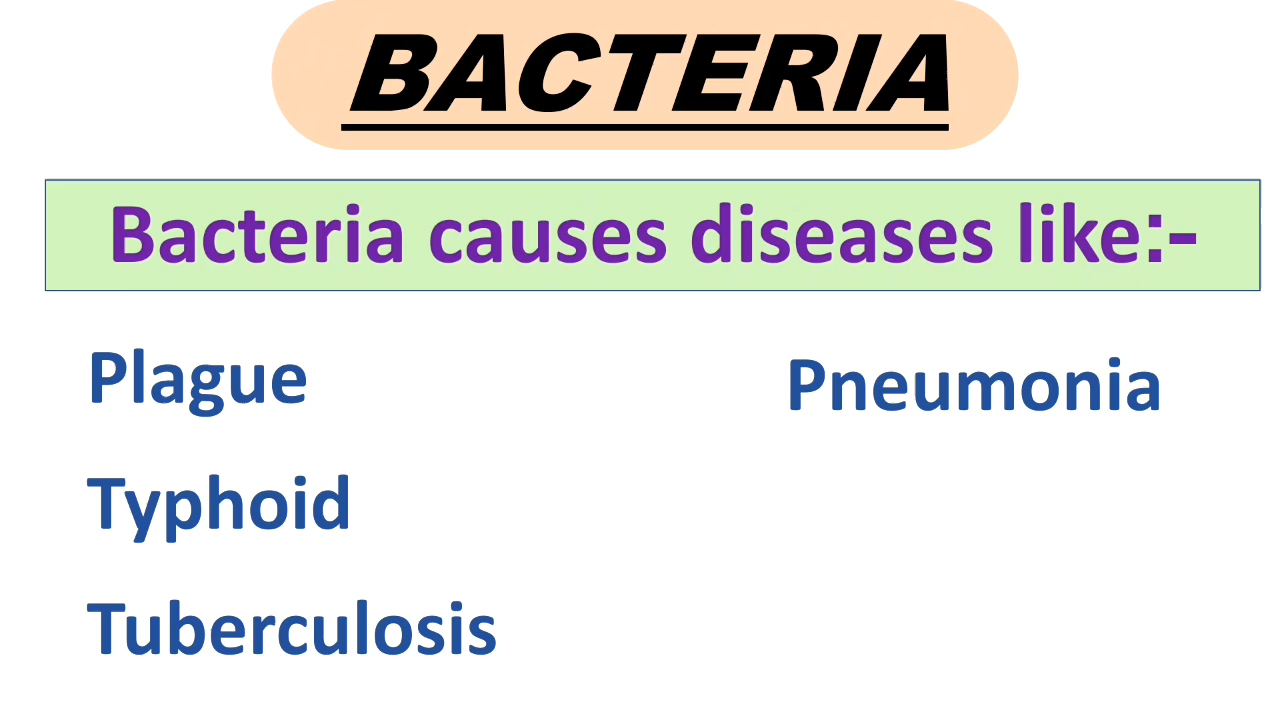 BACTERIA
Bacteria causes diseases like:-
Plague
Typhoid
Tuberculosis
Pneumonia